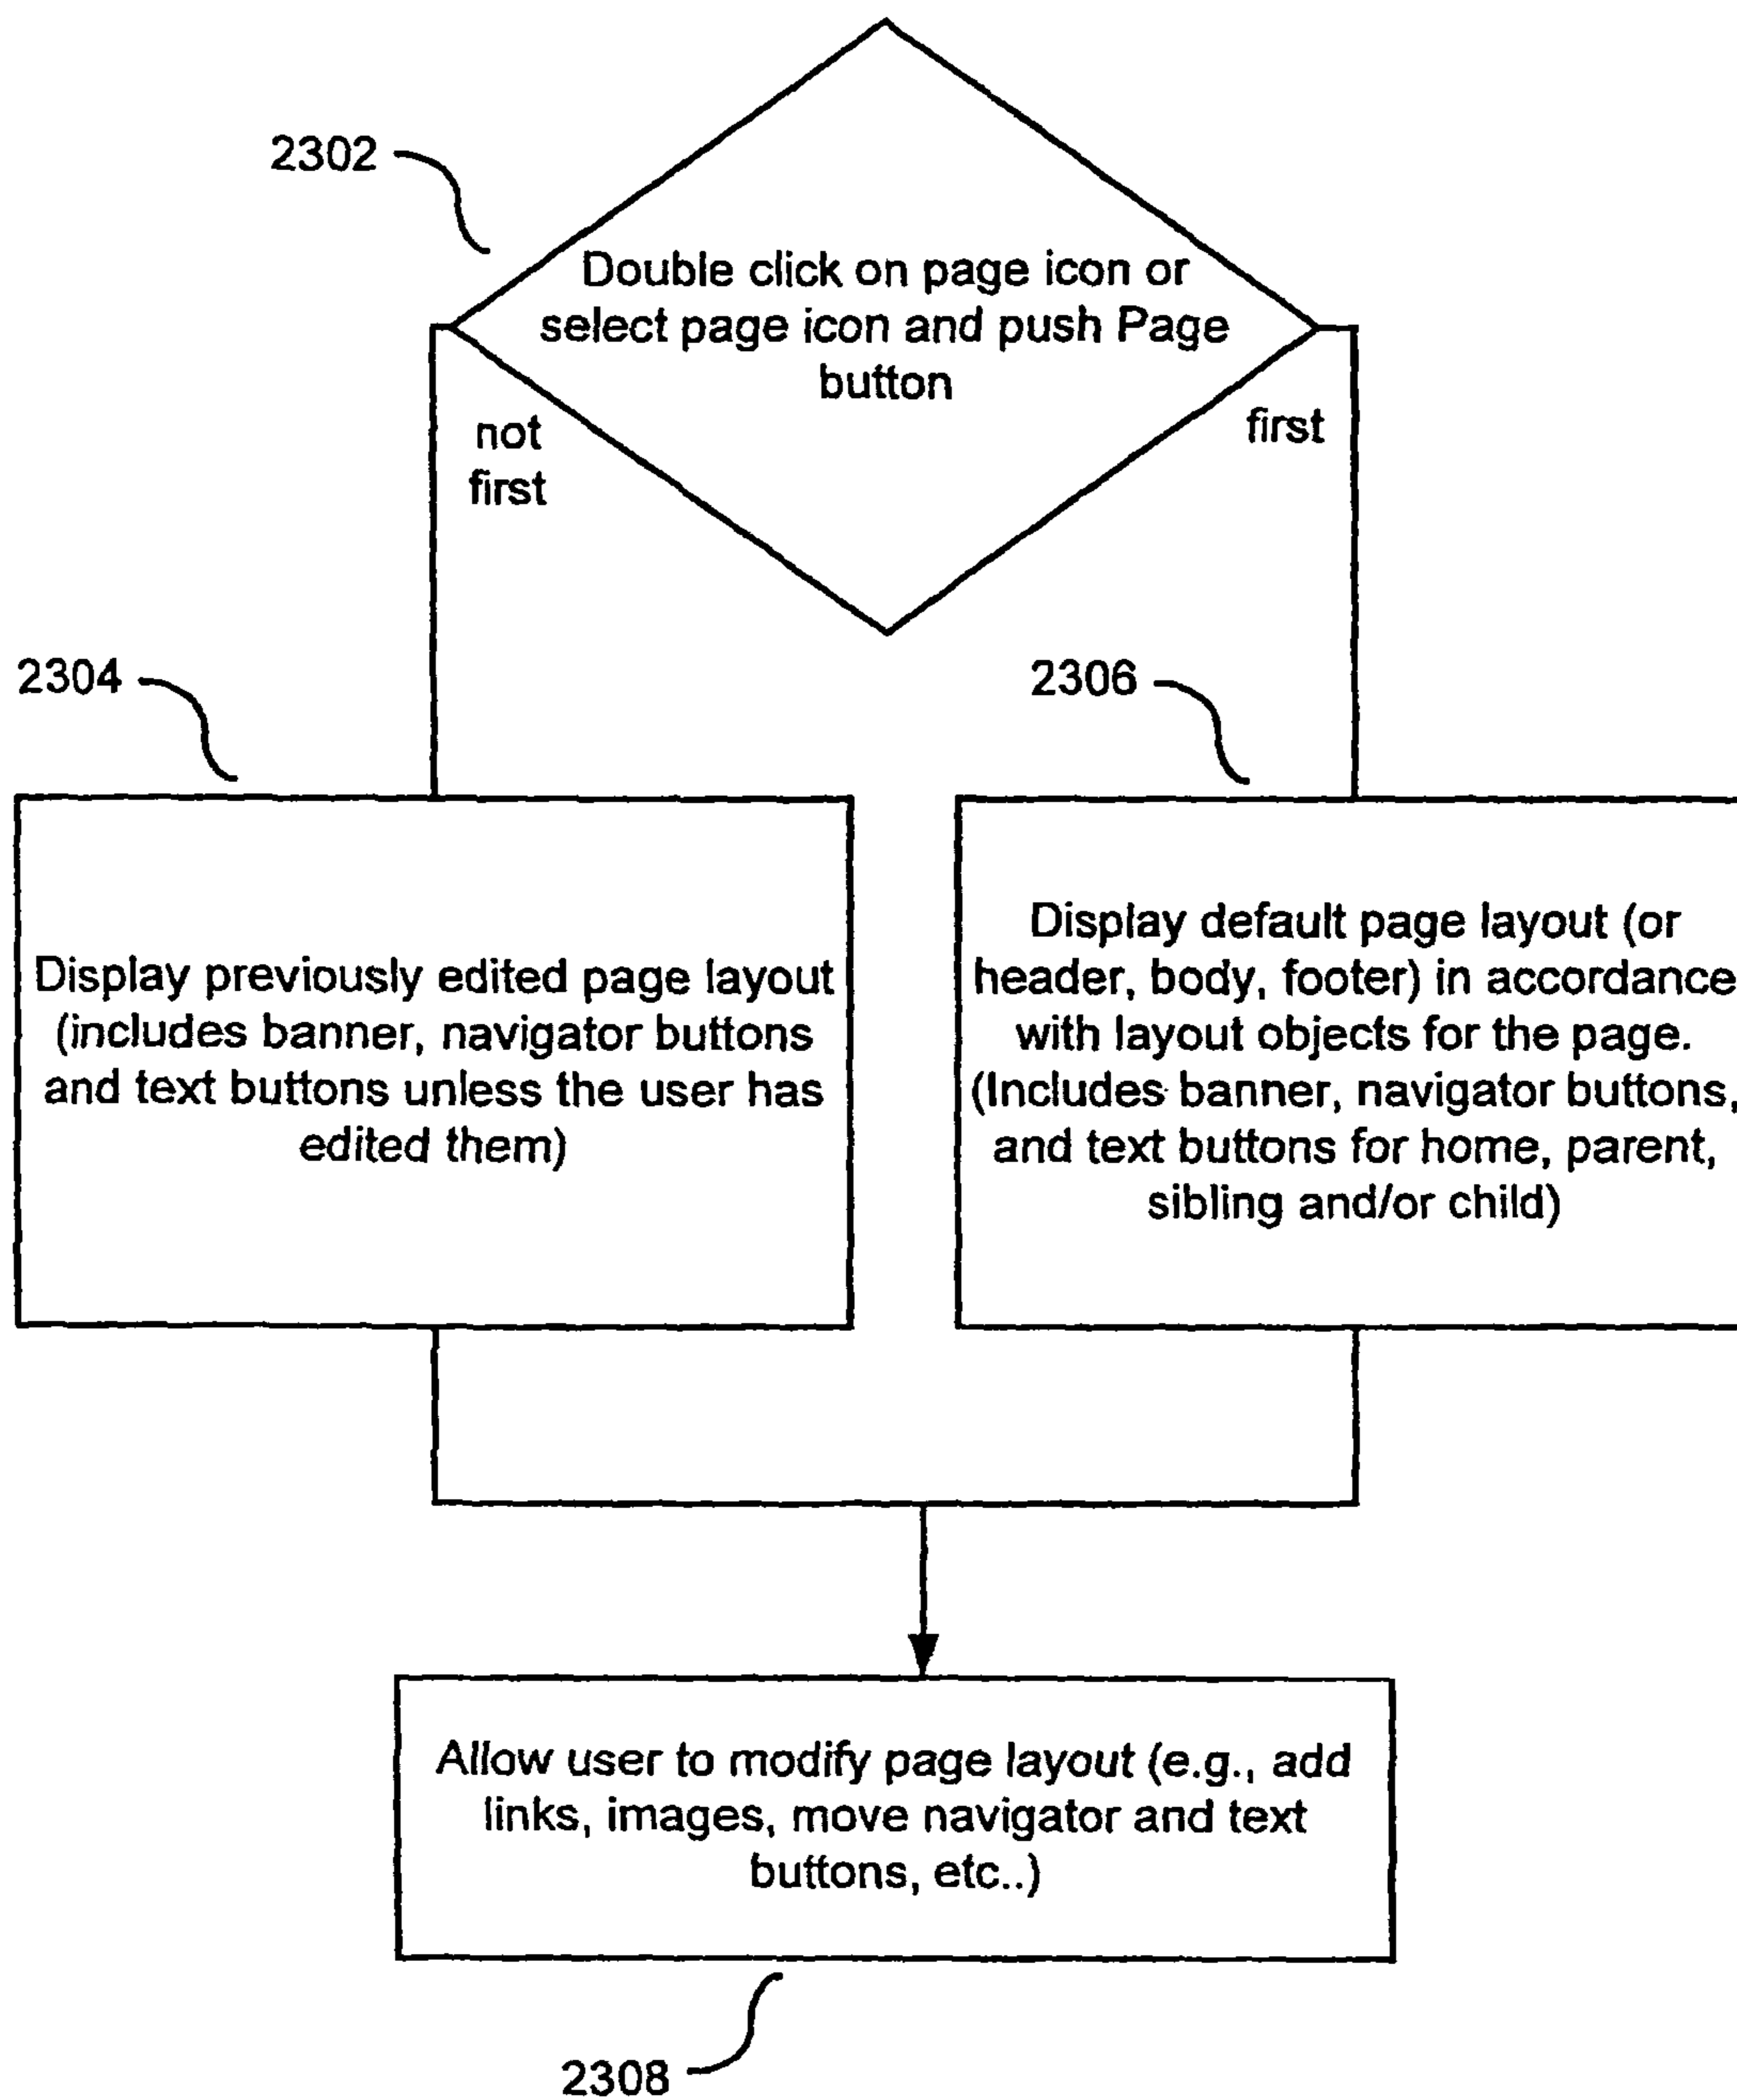 2302
Double click on page icon or
select page icon and push Page
button
not
first
first
2304
2306
Display previously edited page layout
(includes banner, navigator buttons
and text buttons unless the user has
edited them)
Display default page layout (or
header, body, footer) in accordance
with layout objects for the page.
(Includes banner, navigator buttons,
and text buttons for home, parent,
sibling and/or child)
Allow user to modify page layout (e.g., add
links, images, move navigator and text
buttons, etc..)
2308